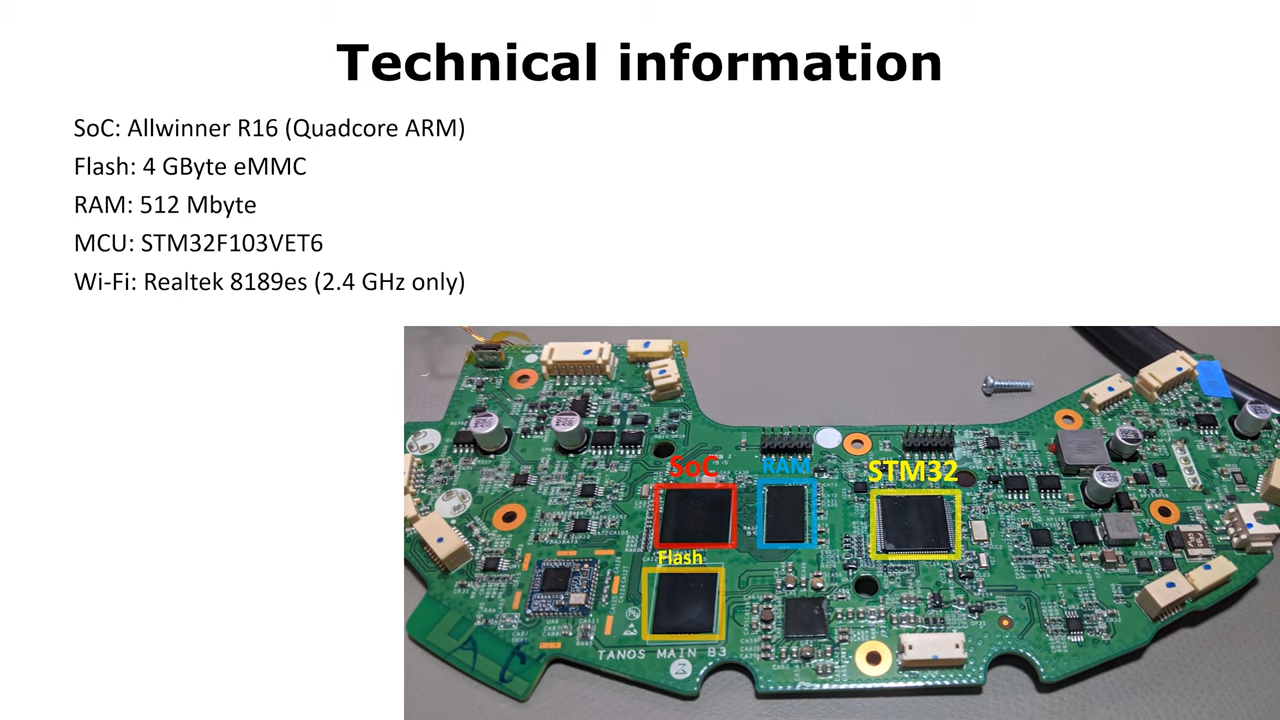 Technical information
SoC: Allwinner R16 (Quadcore ARM)
Flash: 4 GByte eMMC
RAM: 512 Mbyte
MCU: STM32F103VET6
Wi-Fi: Realtek 8189es (2.4 GHz only)
SoC
RAM
STM32
Flash
TANOS MAIN B3